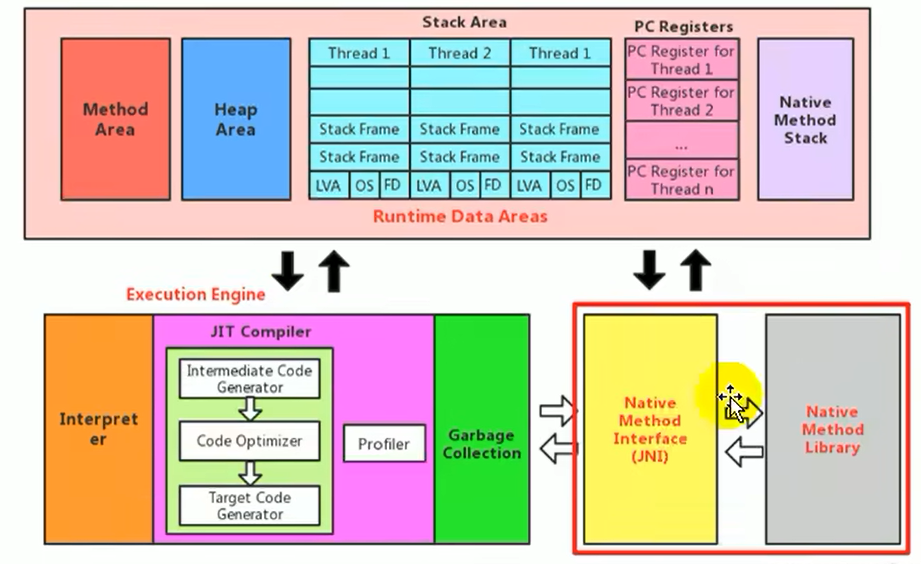 Stack Area
PC Registers
Method
Area
Heap
Area
Thread 1
Thread 2
Thread 1
Stack Frame
Stack Frame
Stack Frame
Stack Frame
Stack Frame
Stack Frame
LVA
OS
FD
LVA
OS
FD
LVA
OS
FD
PC Register for
Thread 1
PC Register for
Thread 2
...
PC Register for
Thread n
Native
Method
Stack
Runtime Data Areas
Execution Engine
Interpret
er
JIT Compiler
Intermediate Code
Generator
Code Optimizer
Target Code
Generator
Profiler
Garbage
Collection
Native
Method
Interface
(JNI)
Native
Method
Library